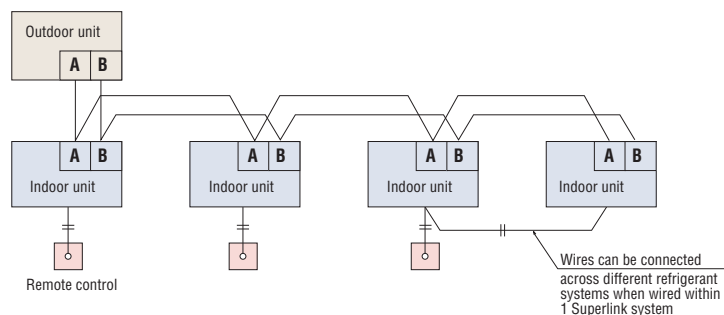 Outdoor unit
A B
A B
A B
A B
A B
Indoor unit
Indoor unit
Indoor unit
Indoor unit
Remote control
Wires can be connected
across different refrigerant
systems when wired within
1 Superlink system